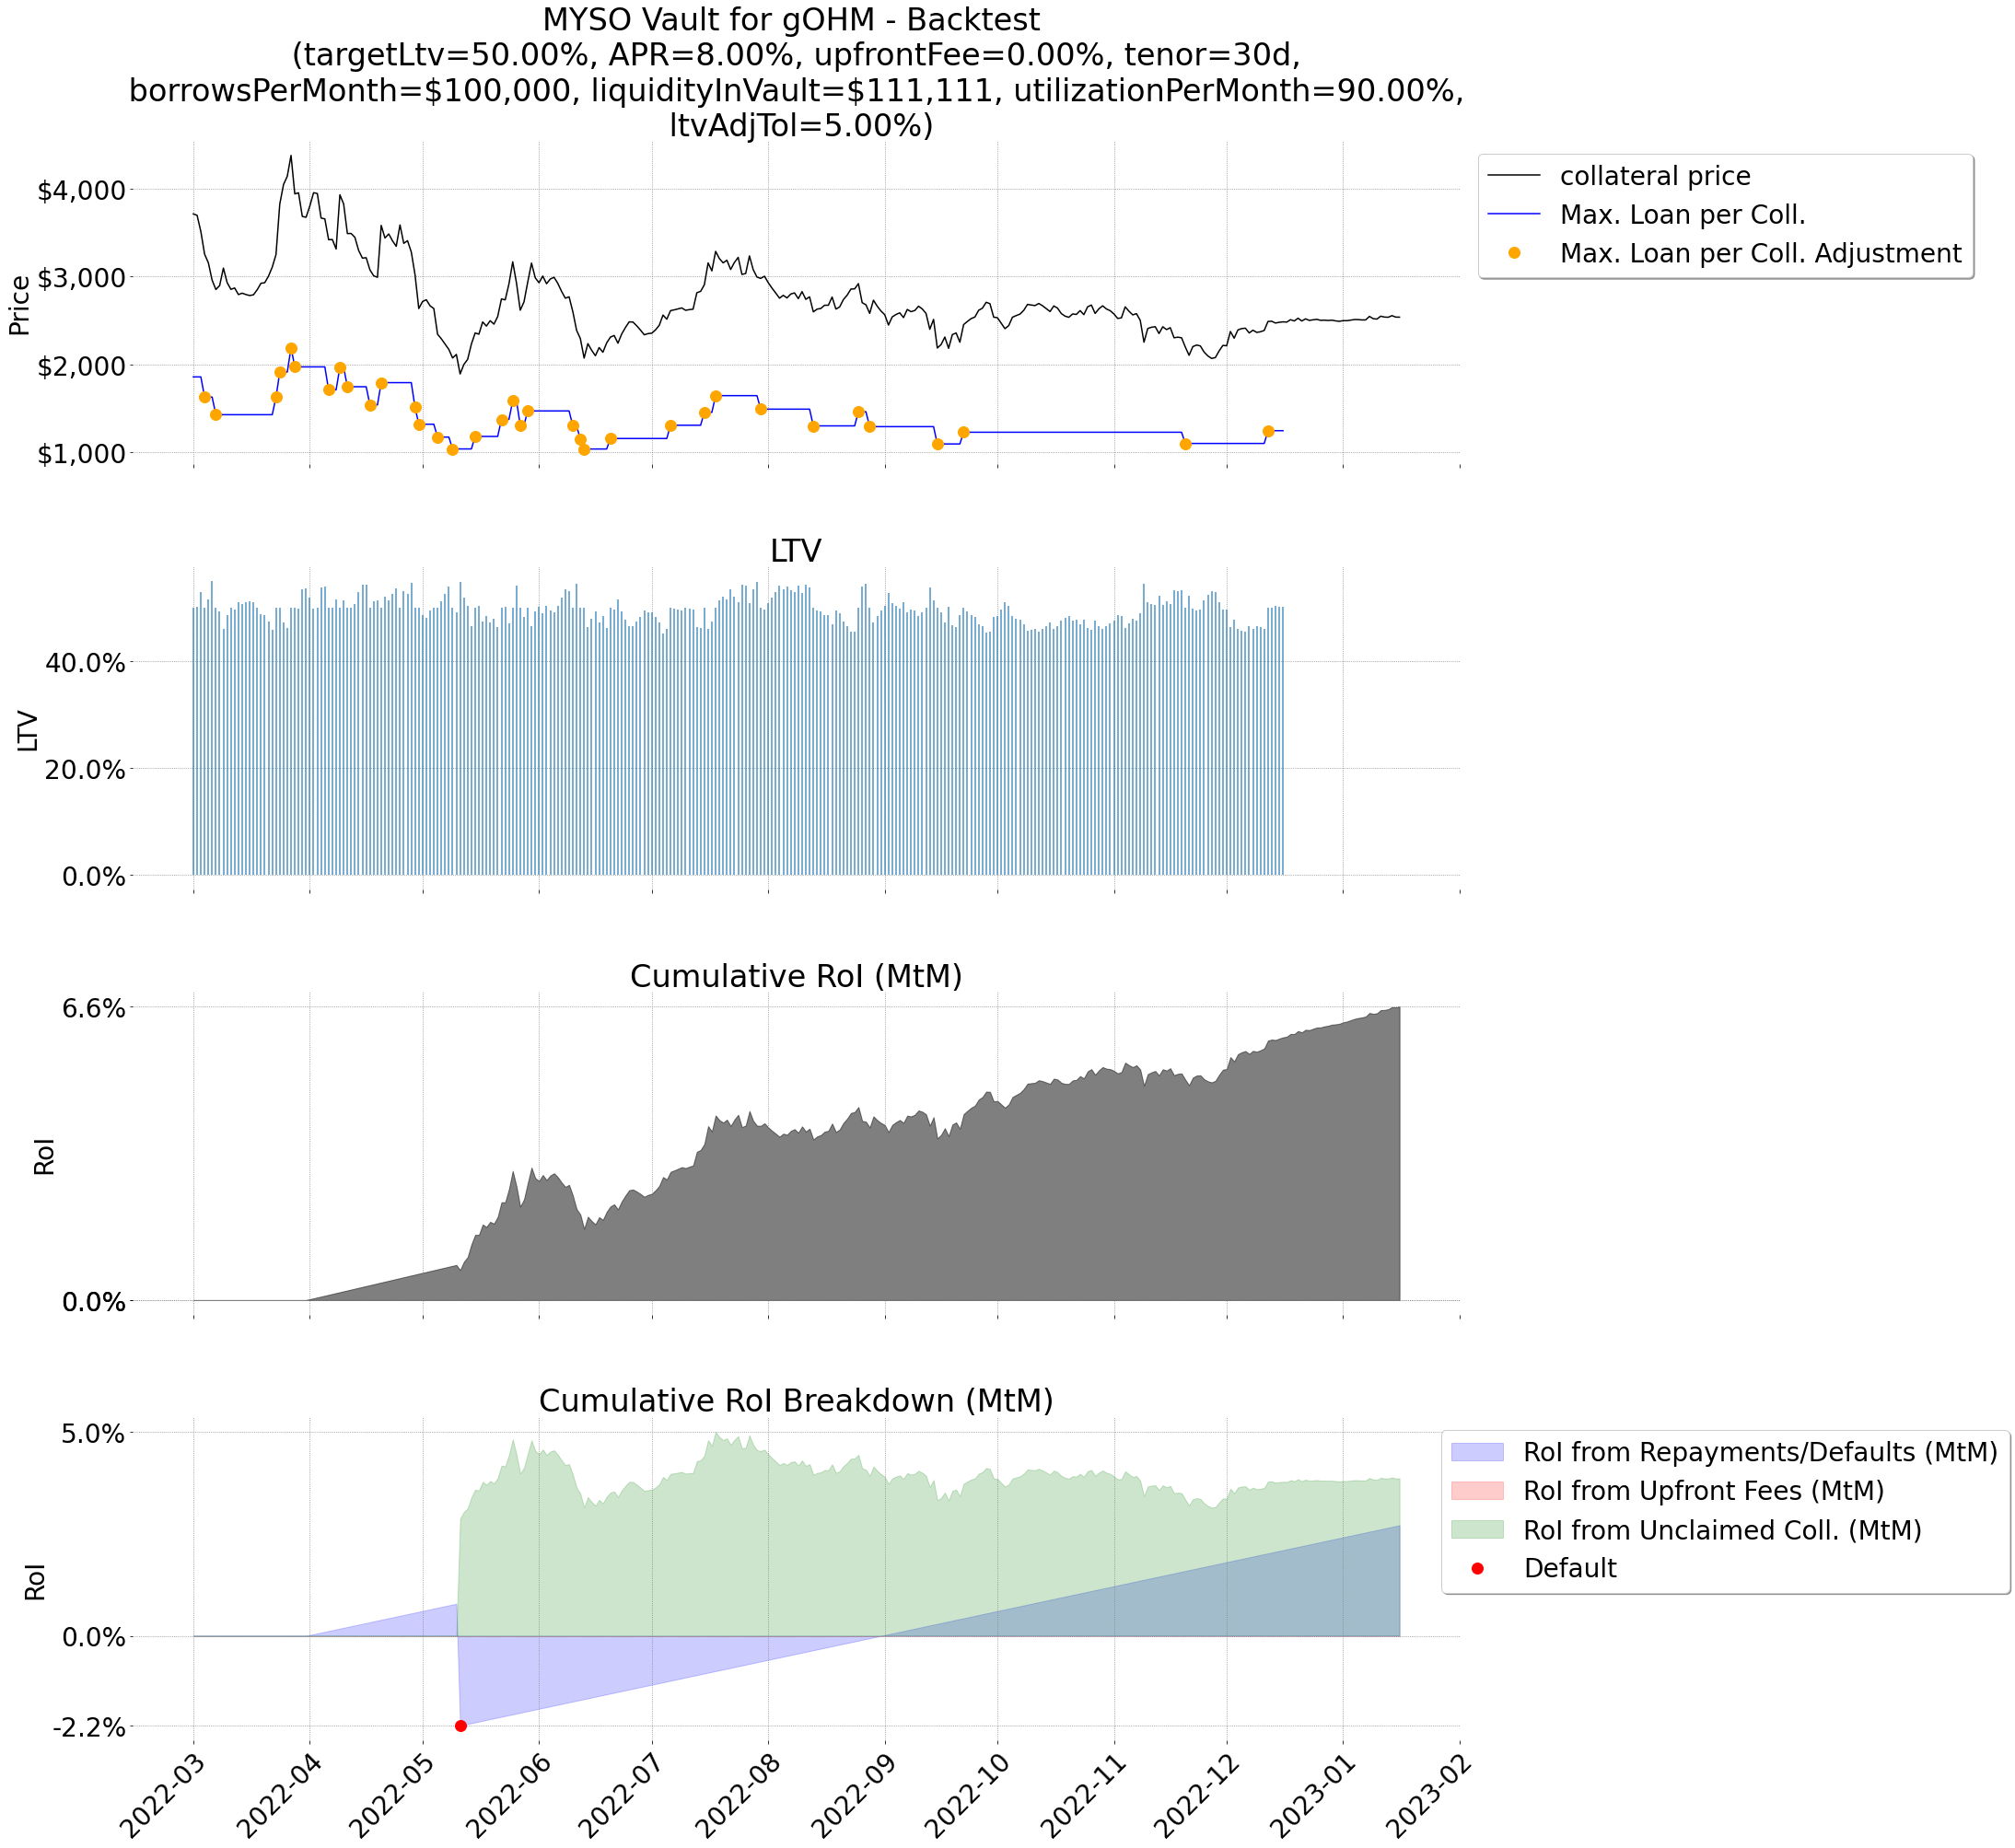 MYSO Vault for gOHM - Backtest
(targetLtv=50.00%, APR=8.00%, upfrontFee=0.00%, tenor=30d,
borrowsPerMonth=$100,000, liquidityInVault=$111,111, utilizationPerMonth=90.00%,
ltvAdjTol=5.00%)
$4,000
$3,000
$2,000
$1,000
Price
collateral price
Max. Loan per Coll.
Max. Loan per Coll. Adjustment
LTV
40.0%
20.0%
0.0%
LTV
Cumulative RoI (MtM)
6.6%
0.0%
RoI
Cumulative RoI Breakdown (MtM)
5.0%
0.0%
-2.2%
RoI
RoI from Repayments/Defaults (MtM)
RoI from Upfront Fees (MtM)
RoI from Unclaimed Coll. (MtM)
Default
2022-03
2022-04
2022-05
2022-06
2022-07
2022-08
2022-09
2022-10
2022-11
2022-12
2023-01
2023-02